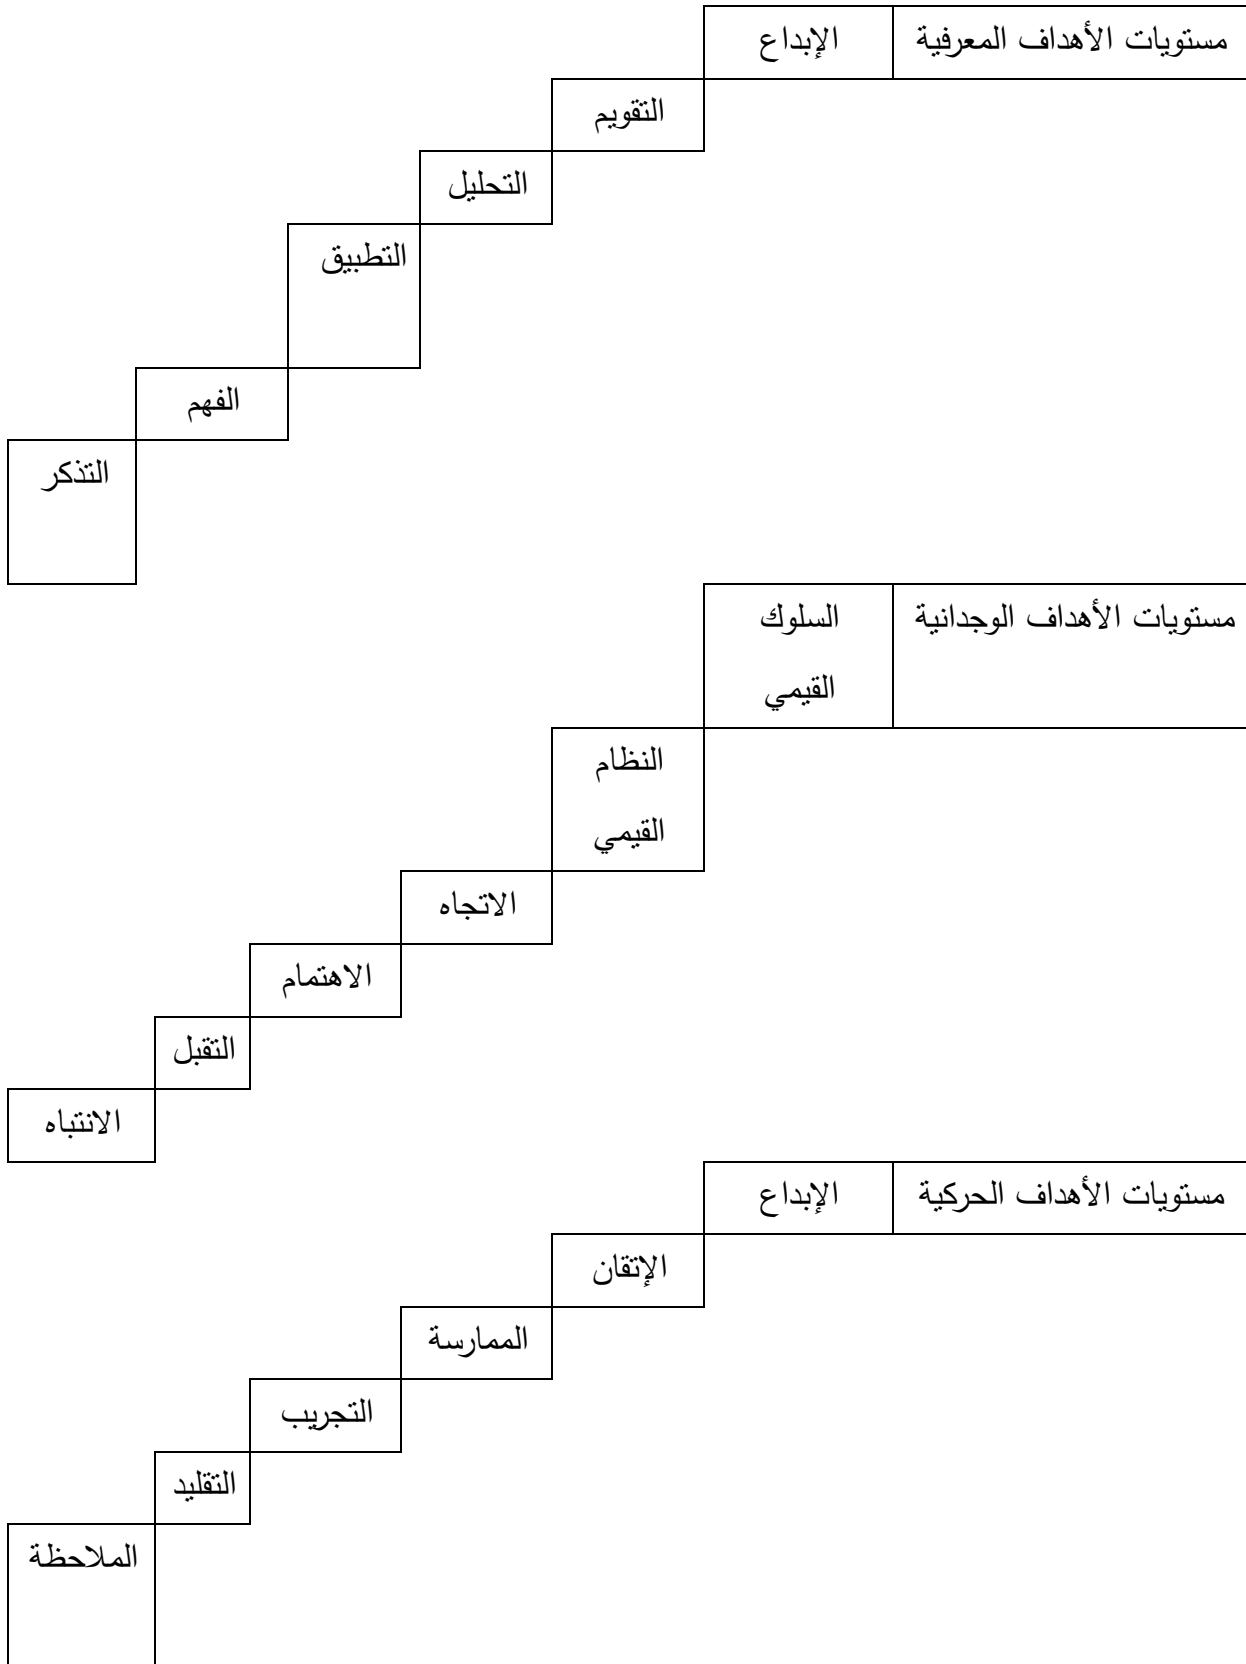 مستويات الأهداف المعرفية
الإبداع
التقويم
التحليل
التطبيق
الفهم
التذكر
مستويات الأهداف الوجدانية
السلوك
القيمي
النظام
القيمي
الاتجاه
الاهتمام
التقبل
الانتباه
مستويات الأهداف الحركية
الإبداع
الإتقان
الممارسة
التجريب
التقليد
الملاحظة